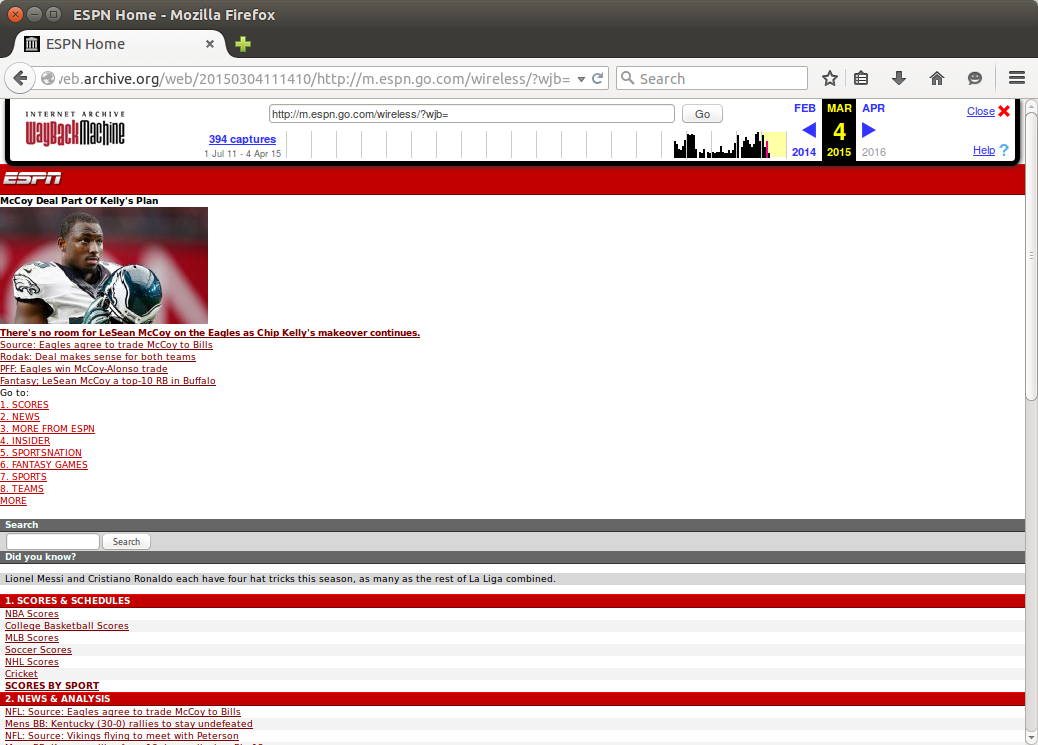 ESPN Home - Mozilla Firefox
ESPN Home
web.archive.org/web/20150304111410/http://m.espn.go.com/wireless/?wjb=
Search
INTERNET ARCHIVE
WayBackMachine
http://m.espn.go.com/wireless/?wjb=
Go
394 captures
1 Jul 11 - 4 Apr 15
FEB MAR APR
4
2014 2015 2016
Close
Help ?
ESPN
McCoy Deal Part Of Kelly's Plan
There's no room for LeSean McCoy on the Eagles as Chip Kelly's makeover continues.
Source: Eagles agree to trade McCoy to Bills
Rodak: Deal makes sense for both teams
PFF: Eagles win McCoy-Alonso trade
Fantasy; LeSean McCoy a top-10 RB in Buffalo
Go to:
1. SCORES
2. NEWS
3. MORE FROM ESPN
4. INSIDER
5. SPORTSNATION
6. FANTASY GAMES
7. SPORTS
8. TEAMS
MORE
Search
Search
Did you know?
Lionel Messi and Cristiano Ronaldo each have four hat tricks this season, as many as the rest of La Liga combined.
1. SCORES & SCHEDULES
NBA Scores
College Basketball Scores
MLB Scores
Soccer Scores
NHL Scores
Cricket
SCORES BY SPORT
2. NEWS & ANALYSIS
NFL: Source: Eagles agree to trade McCoy to Bills
Mens BB: Kentucky (30-0) rallies to stay undefeated
NFL: Source: Vikings flying to meet with Peterson